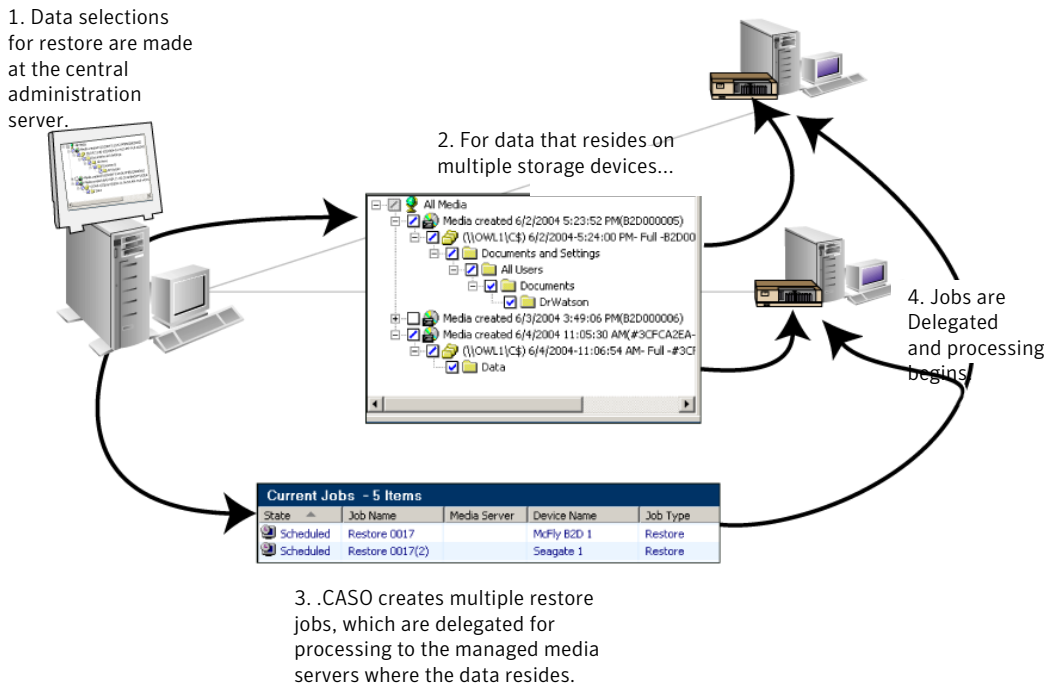 1. Data selections
for restore are made
at the central
administration
server.
2. For data that resides on
multiple storage devices...
All Media
Media created 6/2/2004 5:23:52 PM(B2D000005)
(\\OWL1\C$) 6/2/2004-5:24:00 PM- Full -B2D00
Documents and Settings
All Users
Documents
DrWatson
Media created 6/3/2004 3:49:06 PM(B2D000006)
Media created 6/4/2004 11:05:30 AM(#3CFCA2EA-
(\\OWL1\C$) 6/4/2004-11:06:54 AM- Full -#3CF
Data
4. Jobs are
Delegated
and processing
begins.
Current Jobs - 5 Items
State Job Name Media Server Device Name Job Type
Scheduled Restore 0017 McFly B2D 1 Restore
Scheduled Restore 0017(2) Seagate 1 Restore
3. .CASO creates multiple restore
jobs, which are delegated for
processing to the managed media
servers where the data resides.